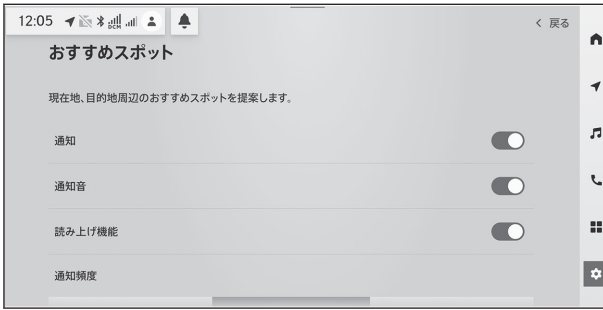 12:05 DCM
戻る
おすすめスポット
現在地、目的地周辺のおすすめスポットを提案します。
通知
通知音
読み上げ機能
通知頻度